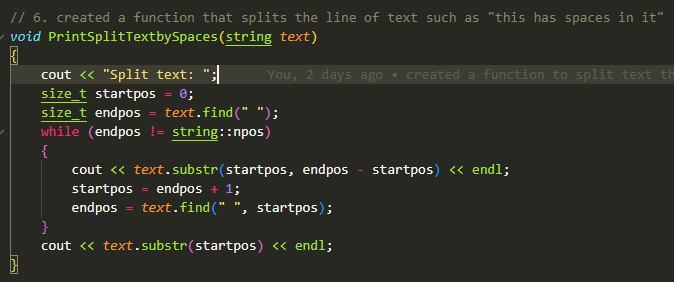 // 6. created a function that splits the line of text such as "this has spaces in it"
void PrintSplitTextbySpaces(string text)
{
cout << "Split text: "; You, 2 days ago • created a function to split text th
size_t startpos = 0;
size_t endpos = text.find(" ");
while (endpos != string::npos)
{
cout << text.substr(startpos, endpos - startpos) << endl;
startpos = endpos + 1;
endpos = text.find(" ", startpos);
}
cout << text.substr(startpos) << endl;
}